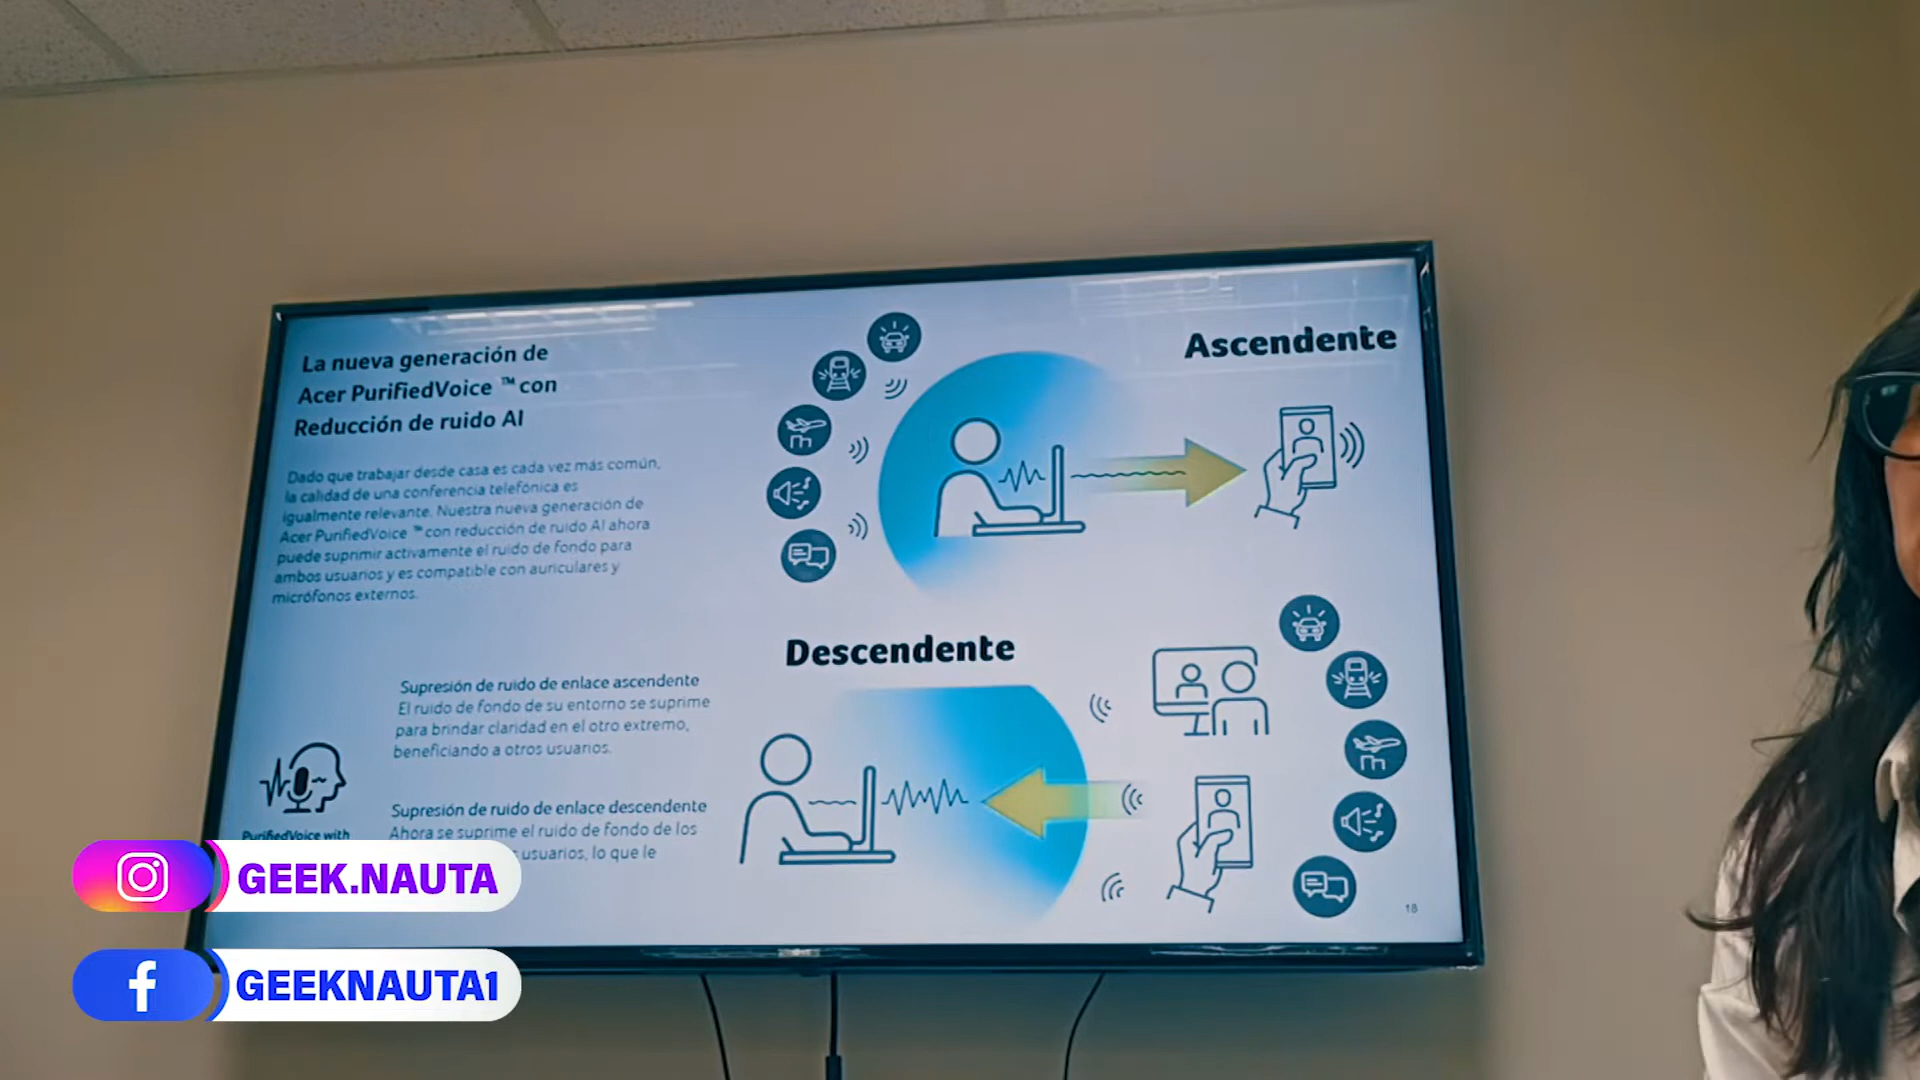 La nueva generación de
Acer PurifiedVoice ™ con
Reducción de ruido AI
Dado que trabajar desde casa es cada vez más común,
la calidad de una conferencia telefónica es
igualmente relevante. Nuestra nueva generación de
Acer PurifiedVoice ™ con reducción de ruido AI ahora
puede suprimir activamente el ruido de fondo para
ambos usuarios y es compatible con auriculares y
micrófonos externos.
Ascendente
Descendente
Supresión de ruido de enlace ascendente
El ruido de fondo de su entorno se suprime
para brindar claridad en el otro extremo,
beneficiando a otros usuarios.
Supresión de ruido de enlace descendente
Ahora se suprime el ruido de fondo de los
usuarios, lo que le
PurifiedVoice with
18
GEEK.NAUTA
GEEKNAUTA1